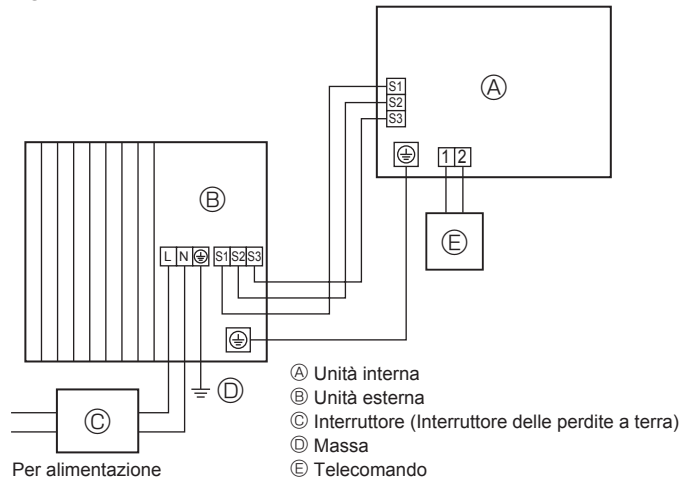 Ⓐ
S1
S2
S3
1 2
Ⓑ
Ⓔ
L N S1 S2 S3
Ⓓ
Ⓒ
Per alimentazione
Ⓐ Unità interna
Ⓑ Unità esterna
Ⓒ Interruttore (Interruttore delle perdite a terra)
Ⓓ Massa
Ⓔ Telecomando